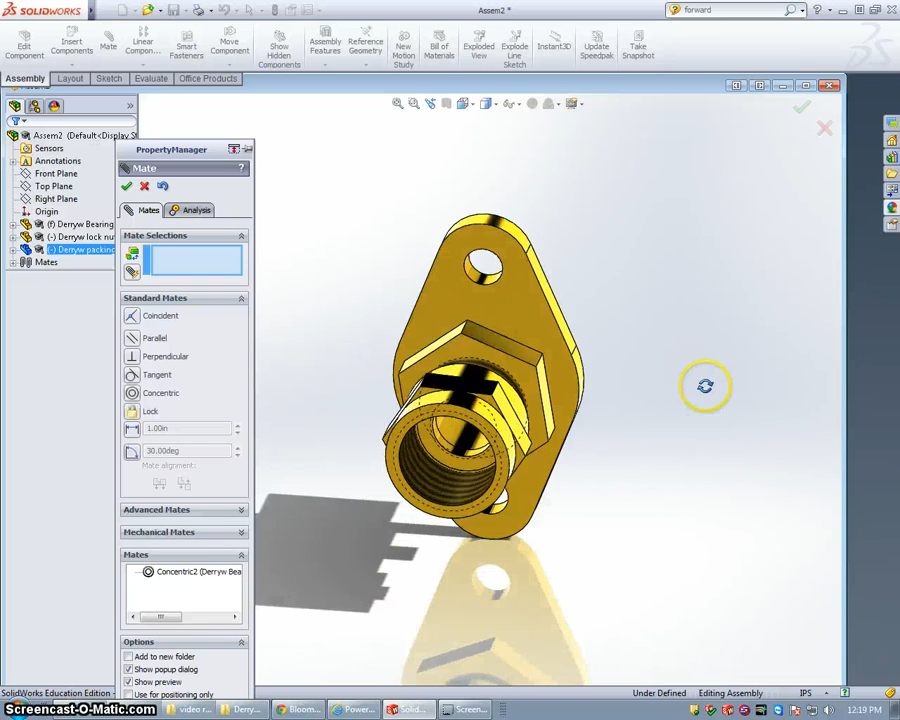 SOLIDWORKS
Assem2 *
forward
Edit Component
Insert Components
Mate
Linear Compon...
Smart Fasteners
Move Component
Show Hidden Components
Assembly Features
Reference Geometry
New Motion Study
Bill of Materials
Exploded View
Explode Line Sketch
Instant3D
Update Speedpak
Take Snapshot
Assembly
Layout
Sketch
Evaluate
Office Products
Assem2 (Default<Display St
Sensors
Annotations
Front Plane
Top Plane
Right Plane
Origin
(f) Derryw Bearing
(-) Derryw lock nu
(-) Derryw packin
Mates
PropertyManager
Mate
?
Mates
Analysis
Mate Selections
Standard Mates
Coincident
Parallel
Perpendicular
Tangent
Concentric
Lock
1.00in
30.00deg
Mate alignment:
Advanced Mates
Mechanical Mates
Mates
Concentric2 (Derryw Bea
Options
Add to new folder
Show popup dialog
Show preview
Use for positioning only
SolidWorks Education Edition -
Under Defined
Editing Assembly
IPS
Screencast-O-Matic.com
video r...
Derry...
Bloom...
Power...
Solid...
Screen...
12:19 PM